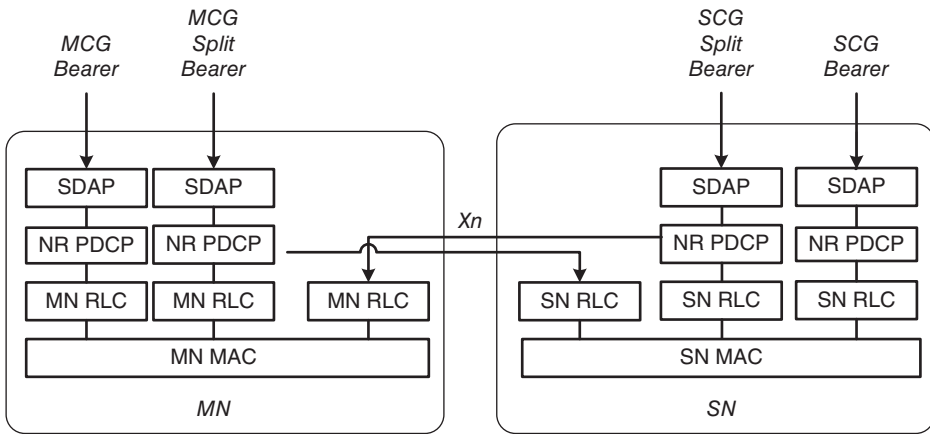 MCG
Bearer
MCG
Split
Bearer
SCG
Split
Bearer
SCG
Bearer
SDAP
SDAP
SDAP
SDAP
Xn
NR PDCP
NR PDCP
NR PDCP
NR PDCP
MN RLC
MN RLC
MN RLC
SN RLC
SN RLC
SN RLC
MN MAC
SN MAC
MN
SN